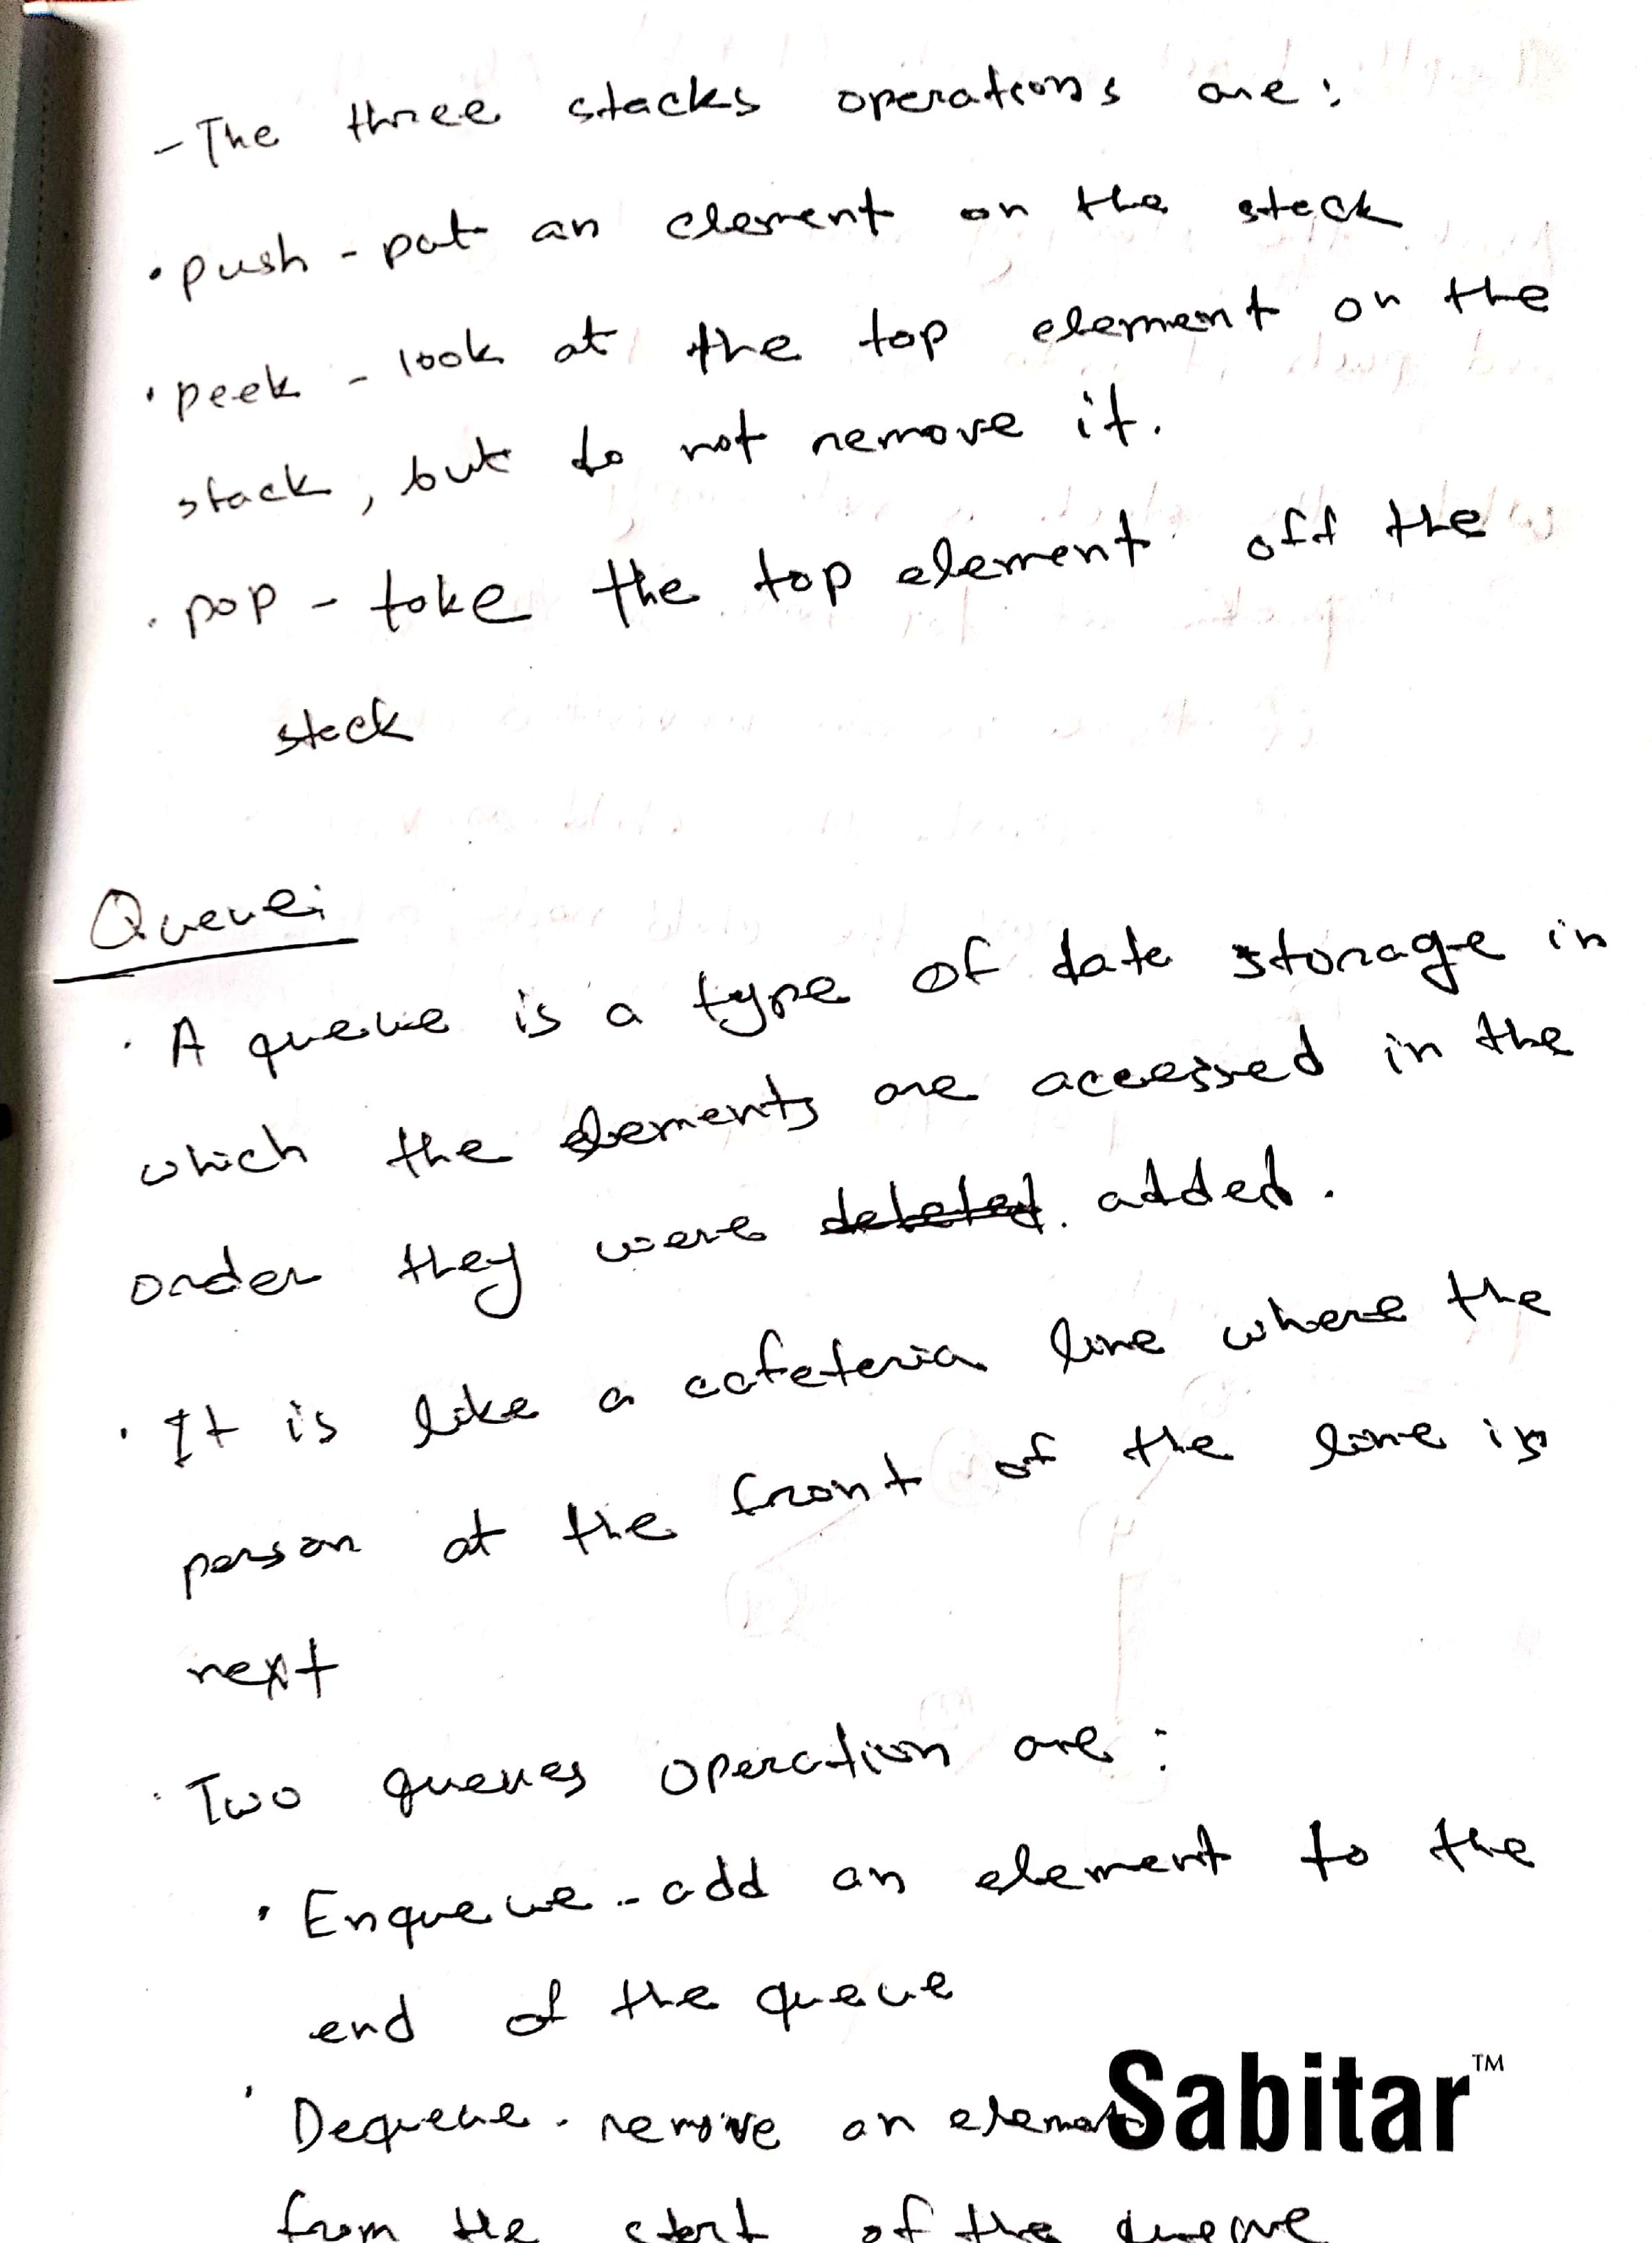 - The three stacks operations are:
• push - put an element on the stack
• peek - look at the top element on the
stack, but do not remove it.
• pop - take the top element off the
stack
Queue:
• A queue is a type of data storage in
which the elements are accessed in the
order they were deleted. added.
• It is like a cafeteria line where the
person at the front of the line is
next
• Two queues operation are:
• Enqueue - add an element to the
end of the queue
• Dequeue - remove an element
from the start of the queue
Sabitar™